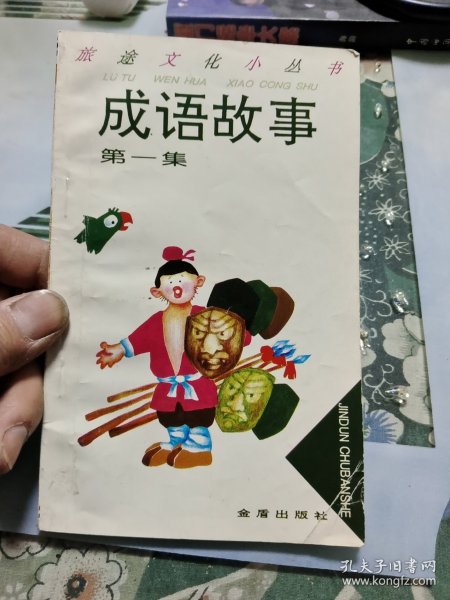 旅途文化小丛书
LU TU WEN HUA XIAO CONG SHU
成语故事
第一集
JINDUN CHUBANSHE
金盾出版社
孔夫子旧书网
www.kongfz.com